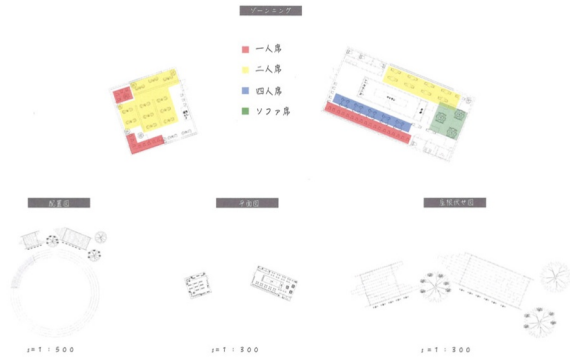 ゾーンニング
一人席
二人席
四人席
ソファ席
配置図
平面図
屋根伏せ図
s=1：500
s=1：300
s=1：300